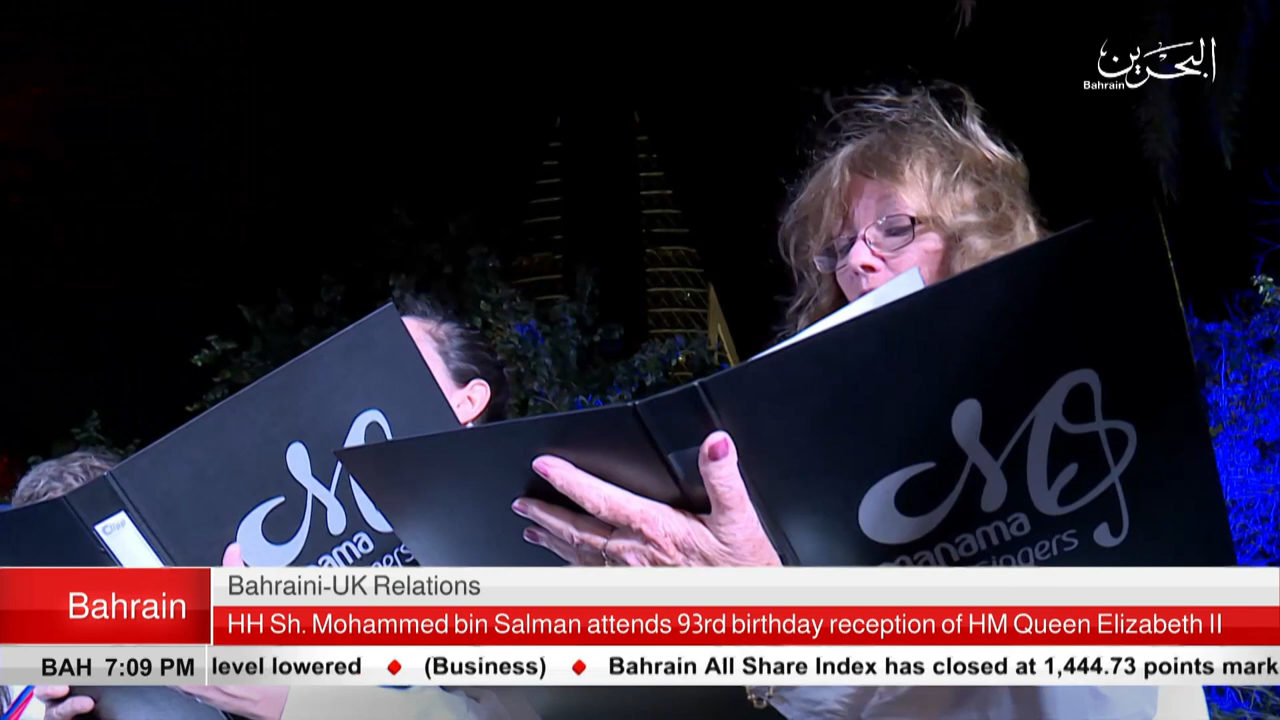 البحرين
Bahrain
Clipp
manama
singers
Bahrain
Bahraini-UK Relations
HH Sh. Mohammed bin Salman attends 93rd birthday reception of HM Queen Elizabeth II
BAH 7:09 PM
level lowered ♦ (Business) ♦ Bahrain All Share Index has closed at 1,444.73 points mark